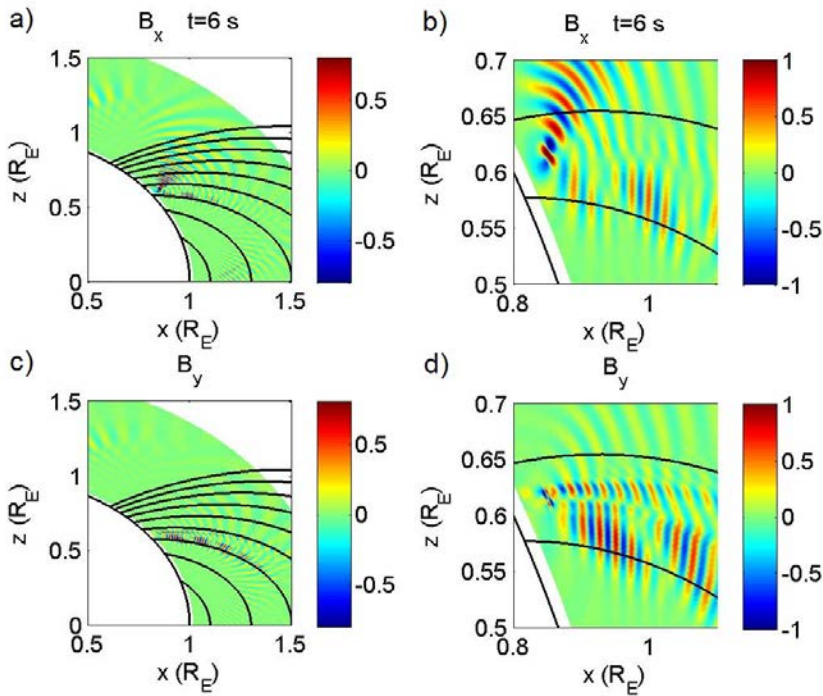 a) B_x t=6 s
1.5
1
0.5
0
z (R_E)
0.5 1 1.5
x (R_E)
0.5
0
-0.5
b) B_x t=6 s
0.7
0.65
0.6
0.55
0.5
z (R_E)
0.8 1
x (R_E)
1
0.5
0
-0.5
-1
c) B_y
1.5
1
0.5
0
z (R_E)
0.5 1 1.5
x (R_E)
0.5
0
-0.5
d) B_y
0.7
0.65
0.6
0.55
0.5
z (R_E)
0.8 1
x (R_E)
1
0.5
0
-0.5
-1